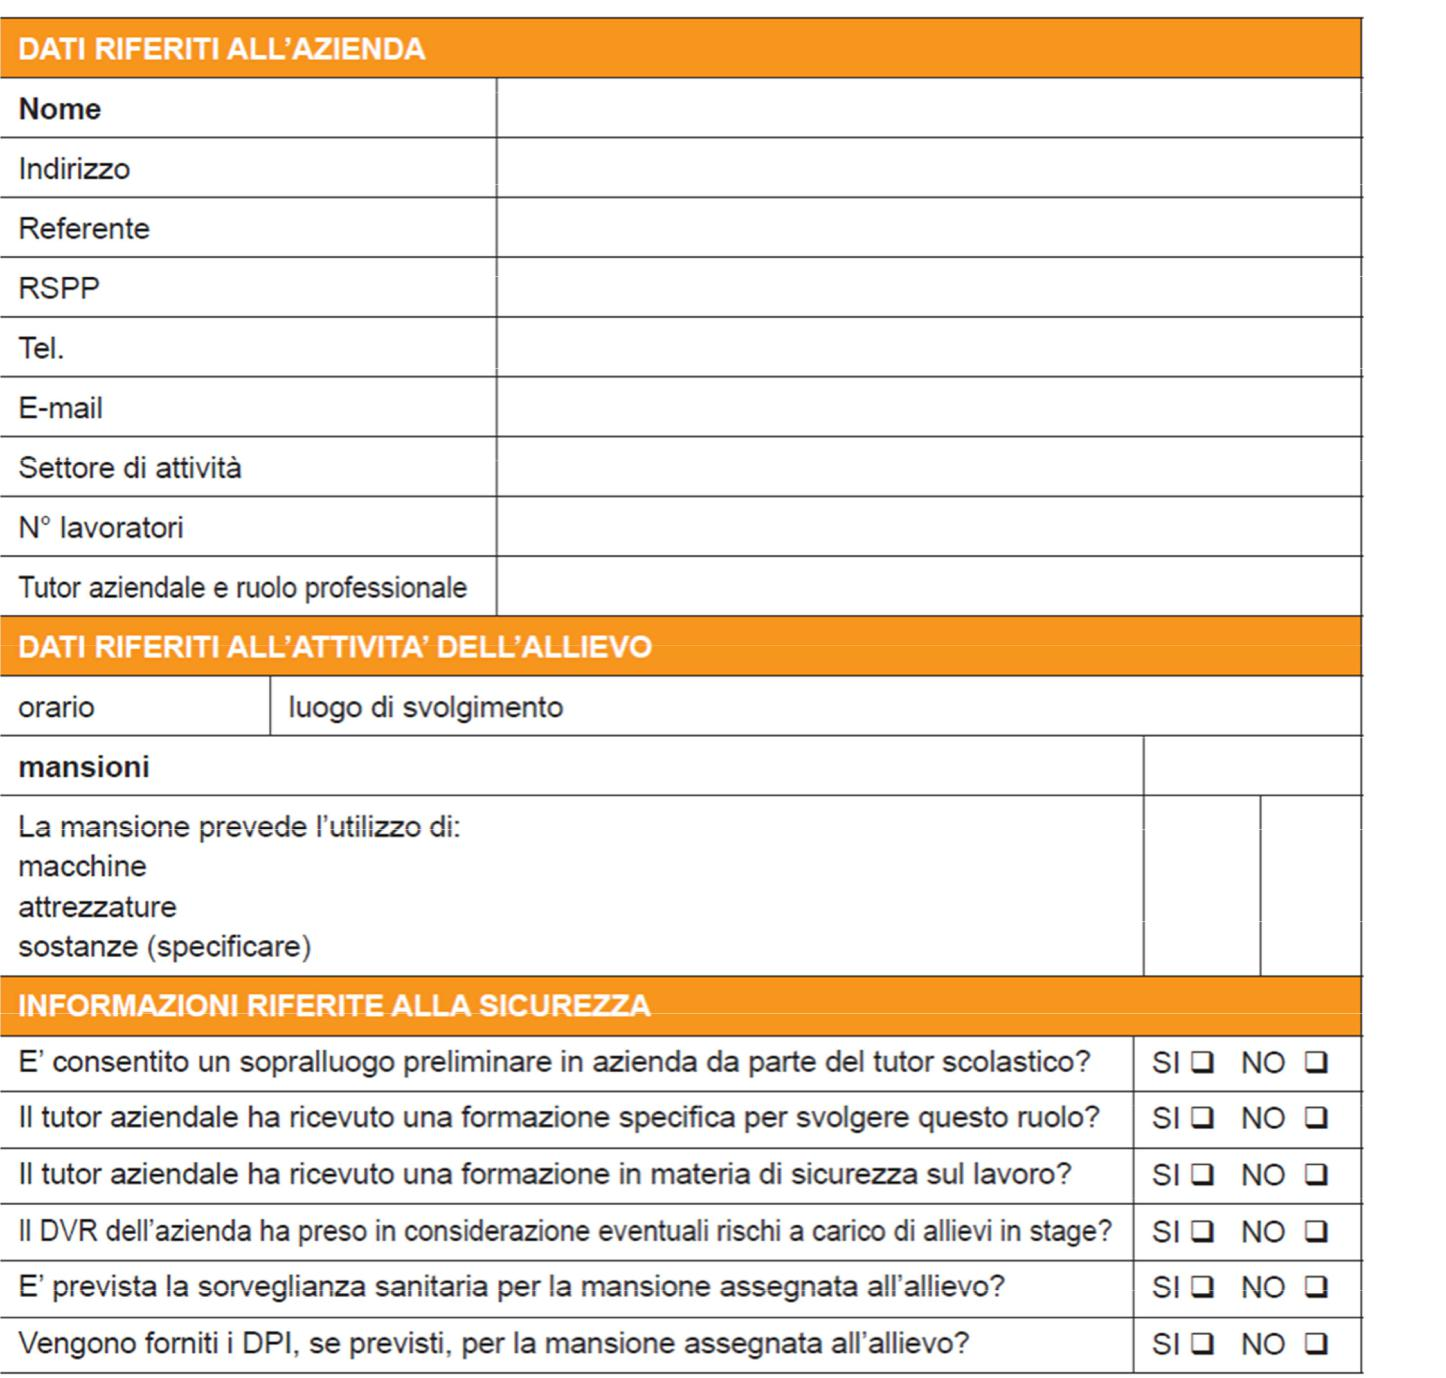 DATI RIFERITI ALL’AZIENDA
Nome
Indirizzo
Referente
RSPP
Tel.
E-mail
Settore di attività
N° lavoratori
Tutor aziendale e ruolo professionale
DATI RIFERITI ALL’ATTIVITA’ DELL’ALLIEVO
orario luogo di svolgimento
mansioni
La mansione prevede l’utilizzo di:
macchine
attrezzature
sostanze (specificare)
INFORMAZIONI RIFERITE ALLA SICUREZZA
E’ consentito un sopralluogo preliminare in azienda da parte del tutor scolastico? SI ❑ NO ❑
Il tutor aziendale ha ricevuto una formazione specifica per svolgere questo ruolo? SI ❑ NO ❑
Il tutor aziendale ha ricevuto una formazione in materia di sicurezza sul lavoro? SI ❑ NO ❑
Il DVR dell’azienda ha preso in considerazione eventuali rischi a carico di allievi in stage? SI ❑ NO ❑
E’ prevista la sorveglianza sanitaria per la mansione assegnata all’allievo? SI ❑ NO ❑
Vengono forniti i DPI, se previsti, per la mansione assegnata all’allievo? SI ❑ NO ❑